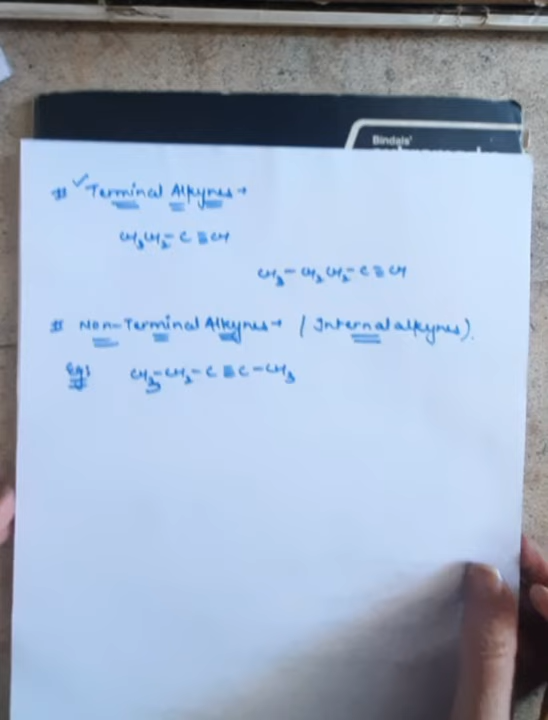 Bindals'
# ✓ Terminal Alkynes →
CH₃CH₂-C≡CH
CH₃-CH₂CH₂-C≡CH
# Non-Terminal Alkynes → (Internal alkynes).
Eg:
CH₃-CH₂-C≡C-CH₃